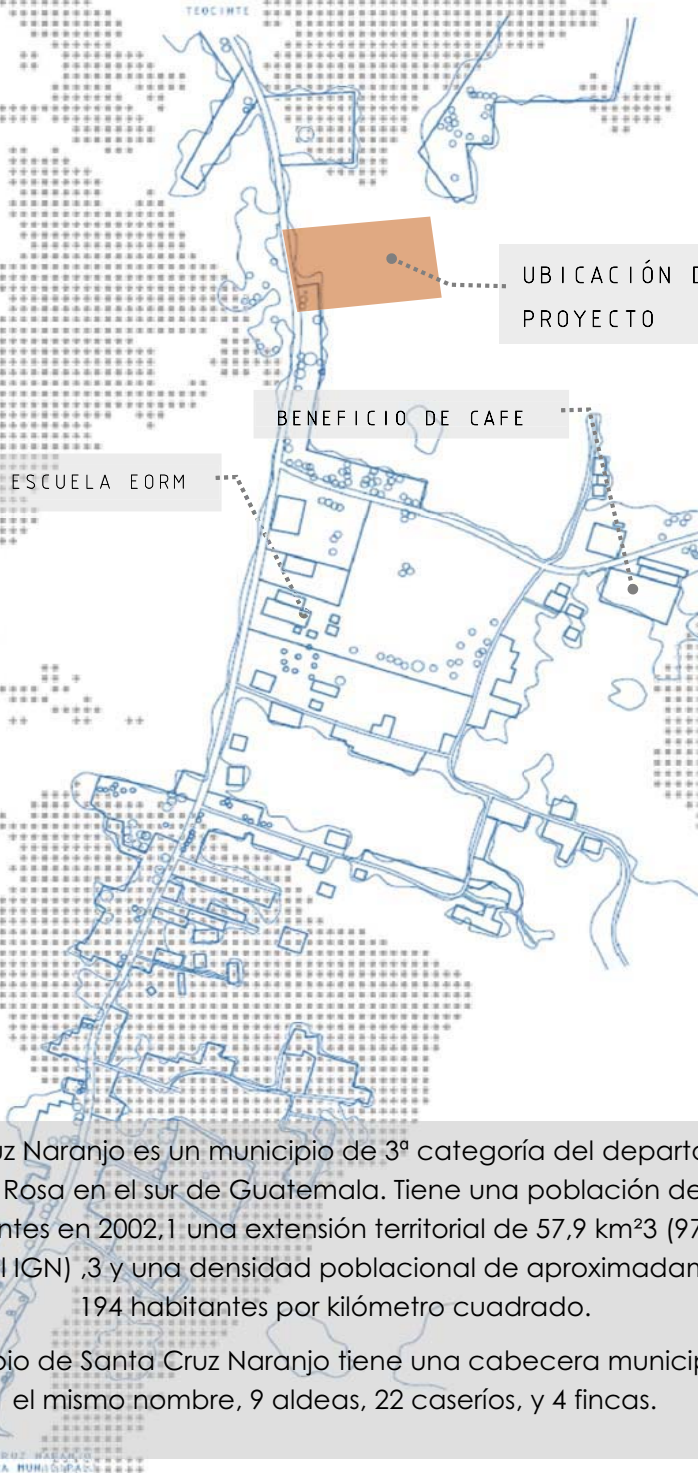 TEOCINTE
UBICACIÓN D
PROYECTO
BENEFICIO DE CAFE
ESCUELA EORM
uz Naranjo es un municipio de 3ª categoría del departa
Rosa en el sur de Guatemala. Tiene una población de
ntes en 2002,1 una extensión territorial de 57,9 km²3 (97
l IGN) ,3 y una densidad poblacional de aproximadan
194 habitantes por kilómetro cuadrado.
pio de Santa Cruz Naranjo tiene una cabecera municip
el mismo nombre, 9 aldeas, 22 caseríos, y 4 fincas.
CRUZ NARANJO
A MUNICIPAL